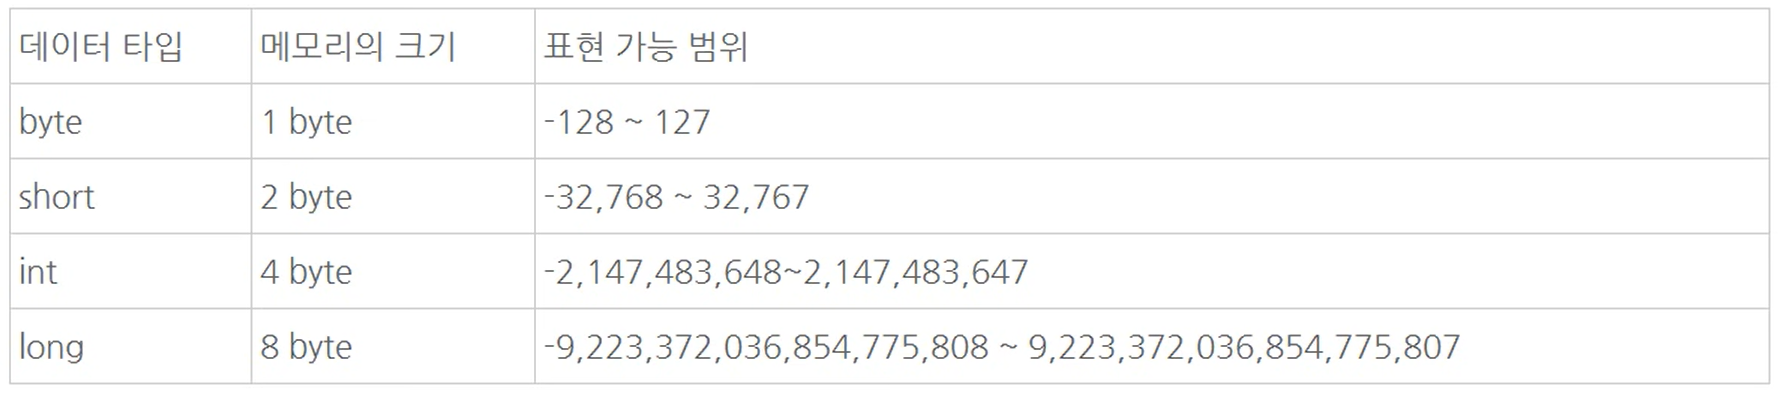 데이터 타입 메모리의 크기 표현 가능 범위
byte 1 byte -128 ~ 127
short 2 byte -32,768 ~ 32,767
int 4 byte -2,147,483,648~2,147,483,647
long 8 byte -9,223,372,036,854,775,808 ~ 9,223,372,036,854,775,807